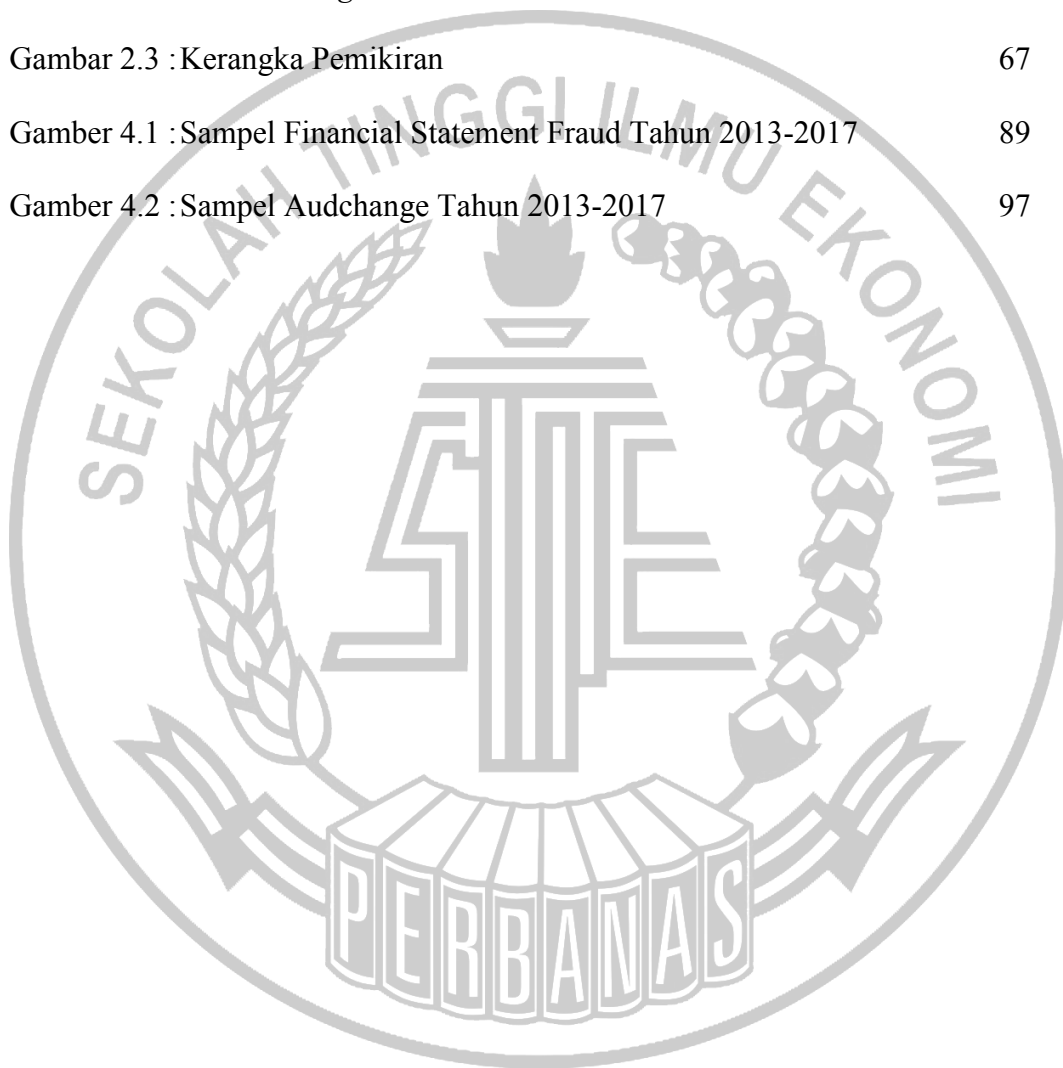 Gambar 2.3 : Kerangka Pemikiran 67
Gamber 4.1 : Sampel Financial Statement Fraud Tahun 2013-2017 89
Gamber 4.2 : Sampel Audchange Tahun 2013-2017 97
SEKOLAH TINGGI ILMU EKONOMI
STIE
PERBANAS